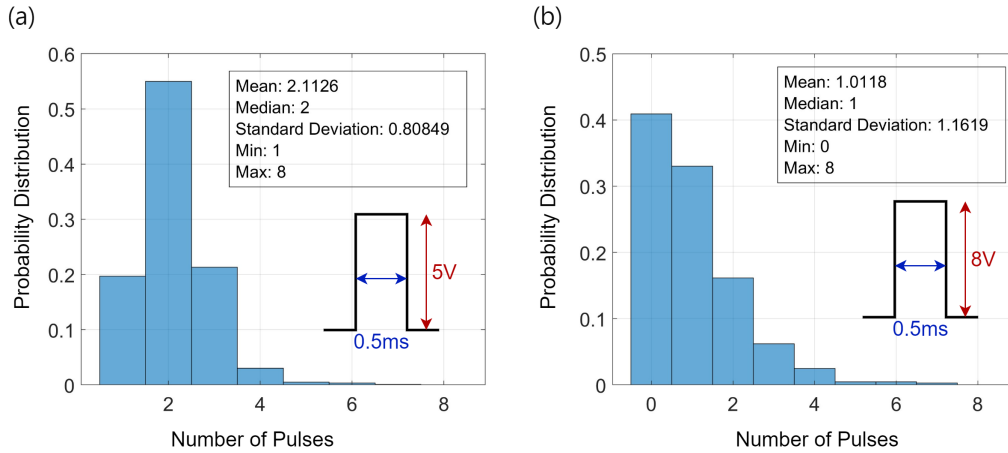 (a)
0.6
0.5
0.4
0.3
0.2
0.1
0
Probability Distribution
Mean: 2.1126
Median: 2
Standard Deviation: 0.80849
Min: 1
Max: 8
5V
0.5ms
2 4 6 8
Number of Pulses
(b)
0.5
0.4
0.3
0.2
0.1
0
Probability Distribution
Mean: 1.0118
Median: 1
Standard Deviation: 1.1619
Min: 0
Max: 8
8V
0.5ms
0 2 4 6 8
Number of Pulses